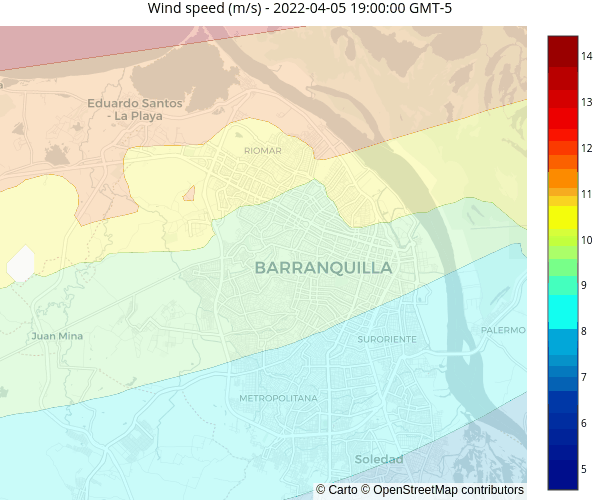 Wind speed (m/s) - 2022-04-05 19:00:00 GMT-5
Eduardo Santos
- La Playa
RIOMAR
BARRANQUILLA
Juan Mina
SURORIENTE
PALERMO
METROPOLITANA
Soledad
© Carto © OpenStreetMap contributors
14
13
12
11
10
9
8
7
6
5